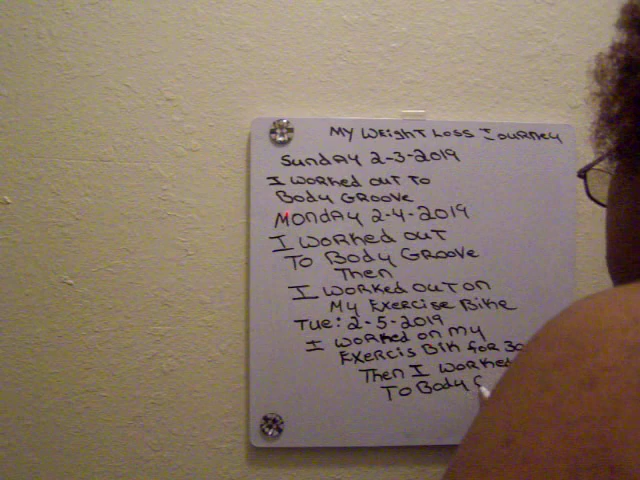 My Weight Loss Journey
Sunday 2-3-2019
I worked out to
Body Groove
Monday 2-4-2019
I worked out
To Body Groove
Then
I worked out on
My Exercise Bike
Tue: 2-5-2019
I worked on my
Exercis Bik for 30
Then I worked
To Body G